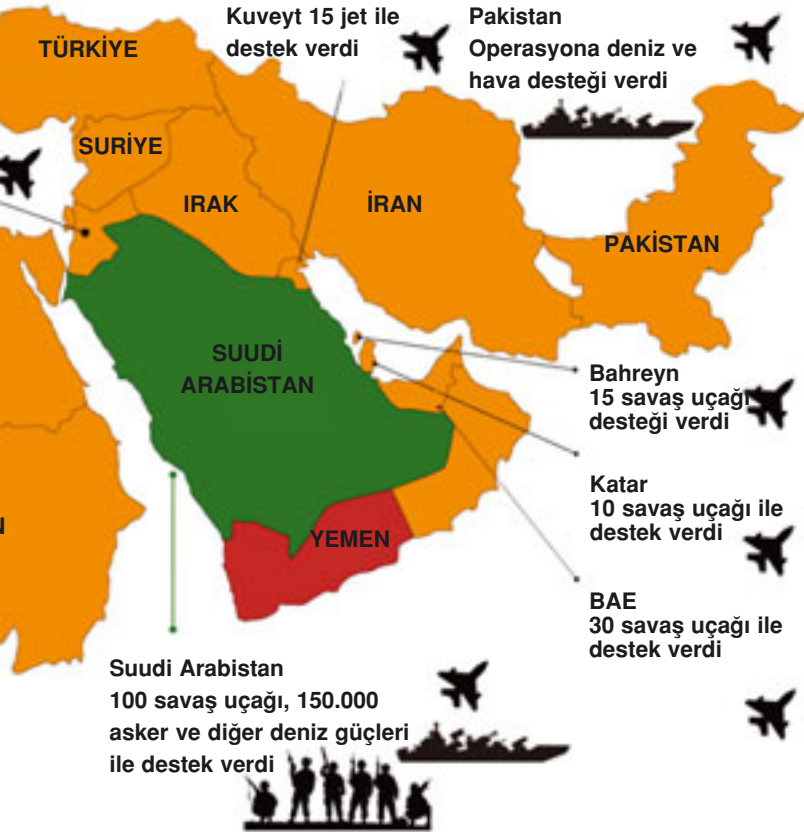 Kuveyt 15 jet ile
destek verdi
Pakistan
Operasyona deniz ve
hava desteği verdi
TÜRKİYE
SURİYE
IRAK
İRAN
PAKİSTAN
SUUDİ
ARABİSTAN
Bahreyn
15 savaş uçağı
desteği verdi
Katar
10 savaş uçağı ile
destek verdi
YEMEN
BAE
30 savaş uçağı ile
destek verdi
Suudi Arabistan
100 savaş uçağı, 150.000
asker ve diğer deniz güçleri
ile destek verdi